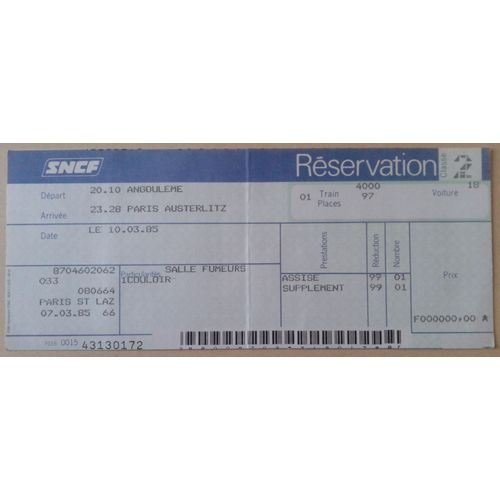 SNCF
Réservation
Classe 2
Départ 20.10 ANGOULEME
Arrivée 23.28 PARIS AUSTERLITZ
01 Train 4000
Places 97
Voiture 18
Date LE 10.03.85
Prestations
Réduction
Nombre
Prix
8704602062
033
080664
PARIS ST LAZ
07.03.85 66
Particularités
SALLE FUMEURS
1COULOIR
ASSISE 99 01
SUPPLEMENT 99 01
F000000,00 *
0015 43130172